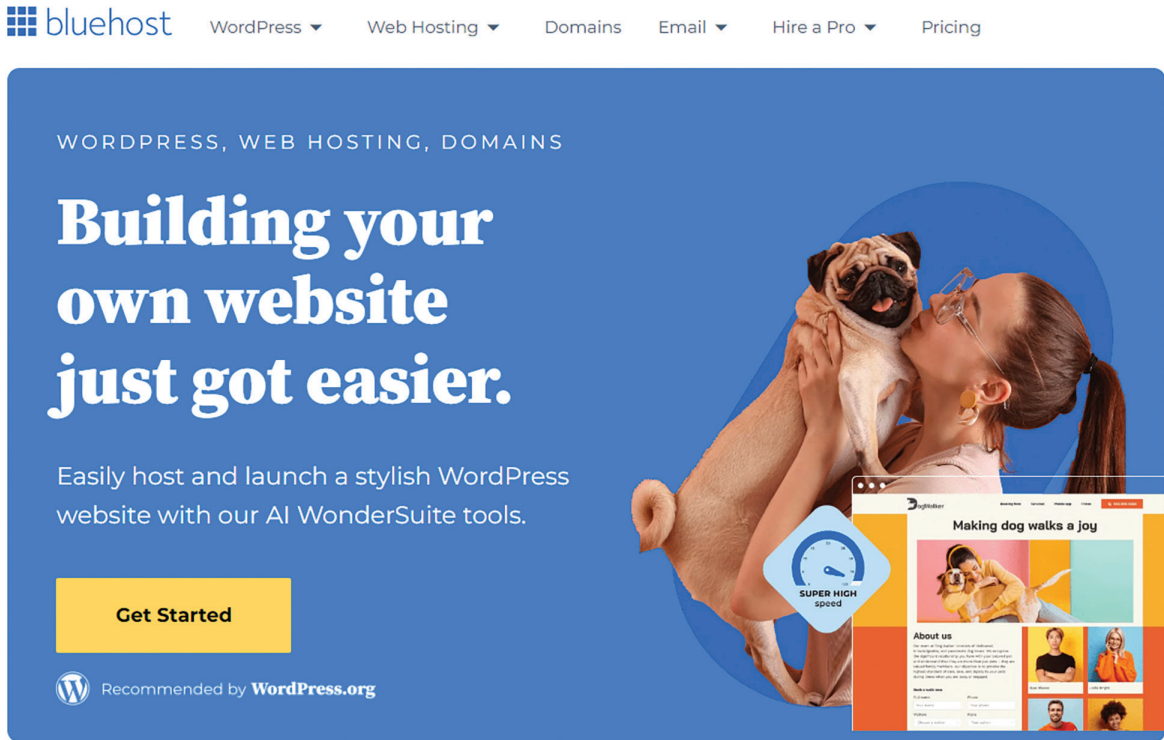 bluehost
WordPress
Web Hosting
Domains
Email
Hire a Pro
Pricing
WORDPRESS, WEB HOSTING, DOMAINS
Building your
own website
just got easier.
Easily host and launch a stylish WordPress
website with our AI WonderSuite tools.
Get Started
Recommended by WordPress.org
SUPER HIGH
speed
DogWalker
Making dog walks a joy
About us